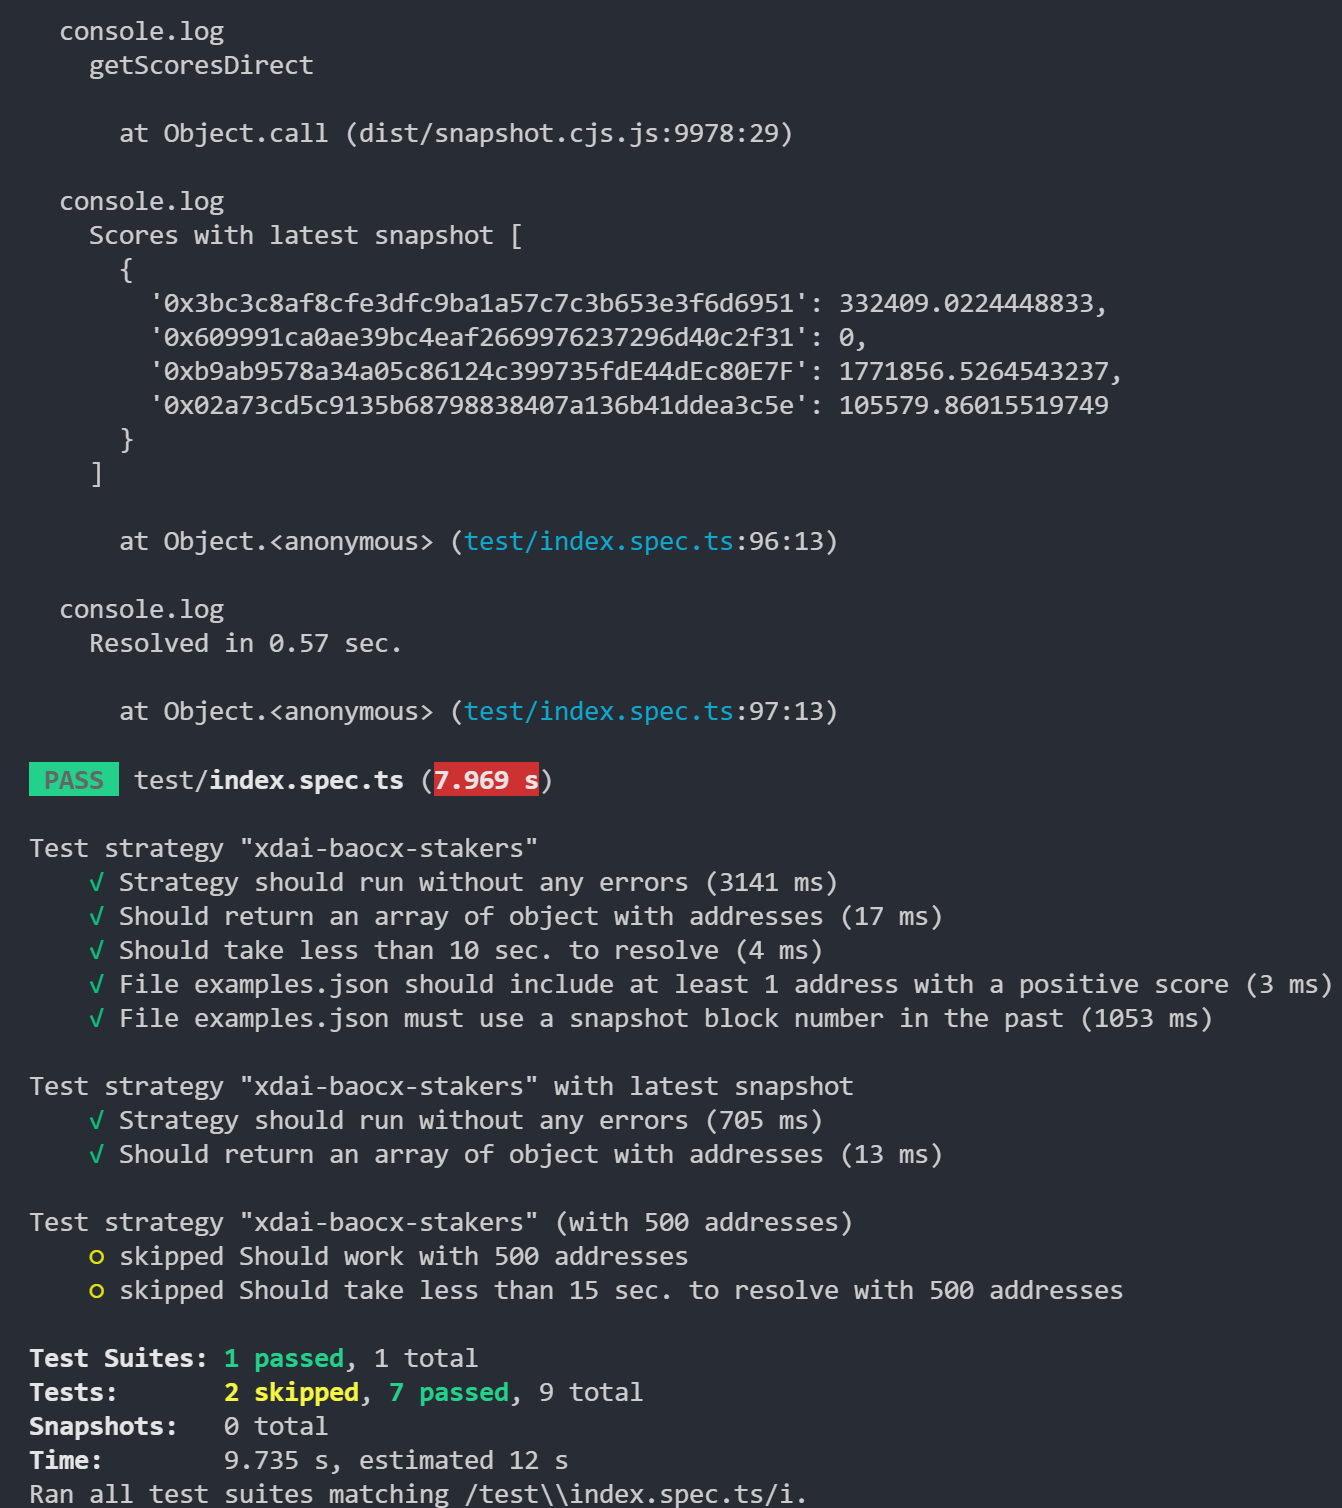 console.log
getScoresDirect
at Object.call (dist/snapshot.cjs.js:9978:29)
console.log
Scores with latest snapshot [
{
'0x3bc3c8af8cfe3dfc9ba1a57c7c3b653e3f6d6951': 332409.0224448833,
'0x609991ca0ae39bc4eaf2669976237296d40c2f31': 0,
'0xb9ab9578a34a05c86124c399735fdE44dEc80E7F': 1771856.5264543237,
'0x02a73cd5c9135b68798838407a136b41ddea3c5e': 105579.86015519749
}
]
at Object.<anonymous> (test/index.spec.ts:96:13)
console.log
Resolved in 0.57 sec.
at Object.<anonymous> (test/index.spec.ts:97:13)
PASS test/index.spec.ts (7.969 s)
Test strategy "xdai-baocx-stakers"
√ Strategy should run without any errors (3141 ms)
√ Should return an array of object with addresses (17 ms)
√ Should take less than 10 sec. to resolve (4 ms)
√ File examples.json should include at least 1 address with a positive score (3 ms)
√ File examples.json must use a snapshot block number in the past (1053 ms)
Test strategy "xdai-baocx-stakers" with latest snapshot
√ Strategy should run without any errors (705 ms)
√ Should return an array of object with addresses (13 ms)
Test strategy "xdai-baocx-stakers" (with 500 addresses)
○ skipped Should work with 500 addresses
○ skipped Should take less than 15 sec. to resolve with 500 addresses
Test Suites: 1 passed, 1 total
Tests: 2 skipped, 7 passed, 9 total
Snapshots: 0 total
Time: 9.735 s, estimated 12 s
Ran all test suites matching /test\\index.spec.ts/i.